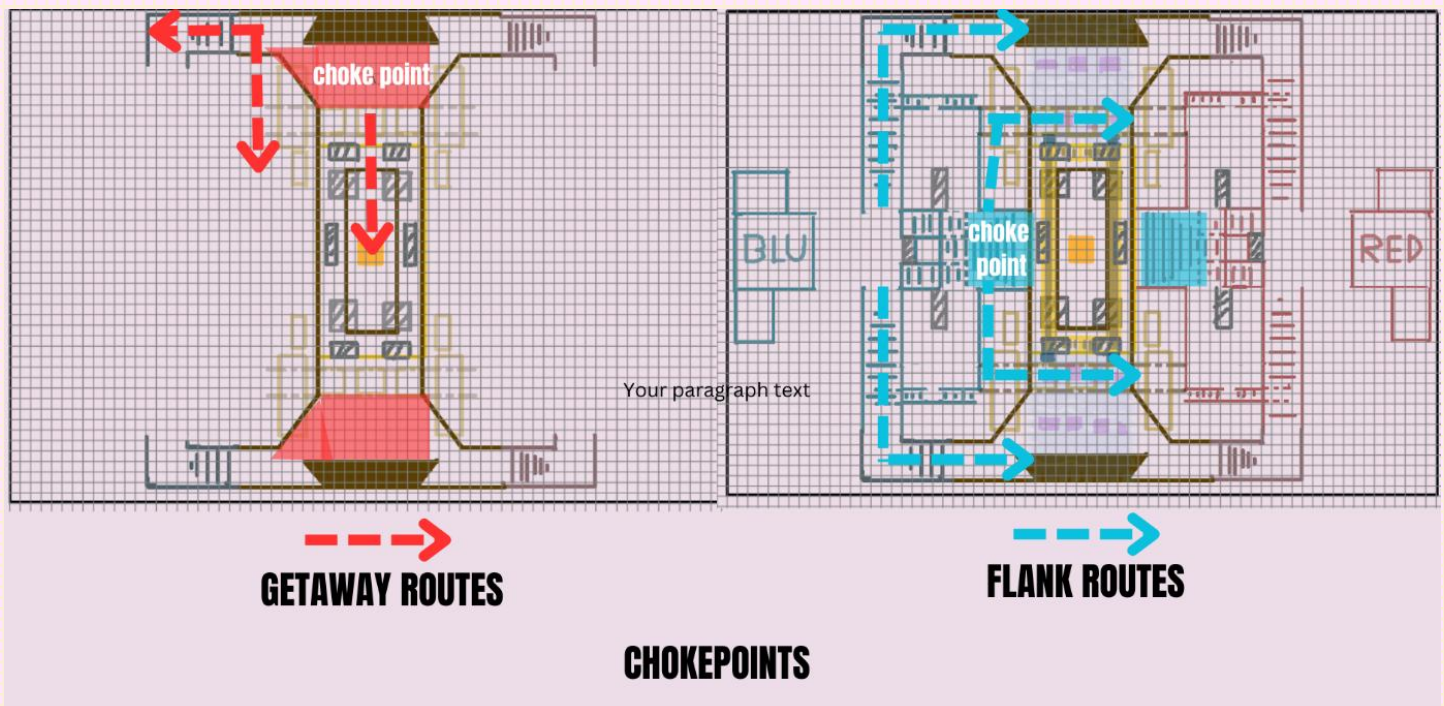 choke point
choke
point
BLU
RED
Your paragraph text
GETAWAY ROUTES
FLANK ROUTES
CHOKEPOINTS